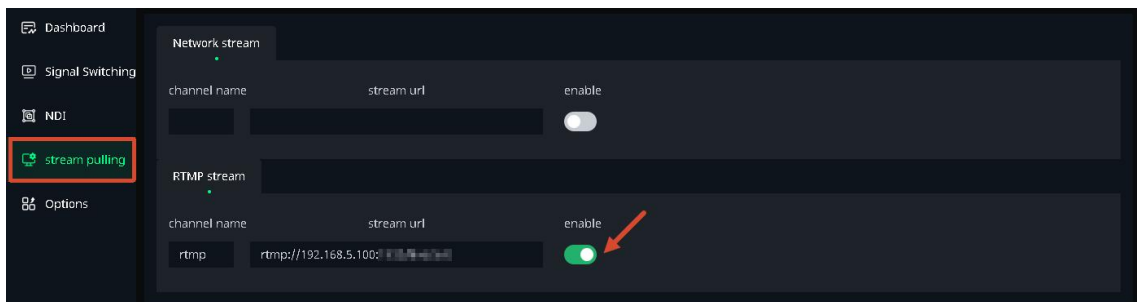 Dashboard
Signal Switching
NDI
stream pulling
Options
Network stream
channel name stream url enable
RTMP stream
channel name stream url enable
rtmp rtmp://192.168.5.100: